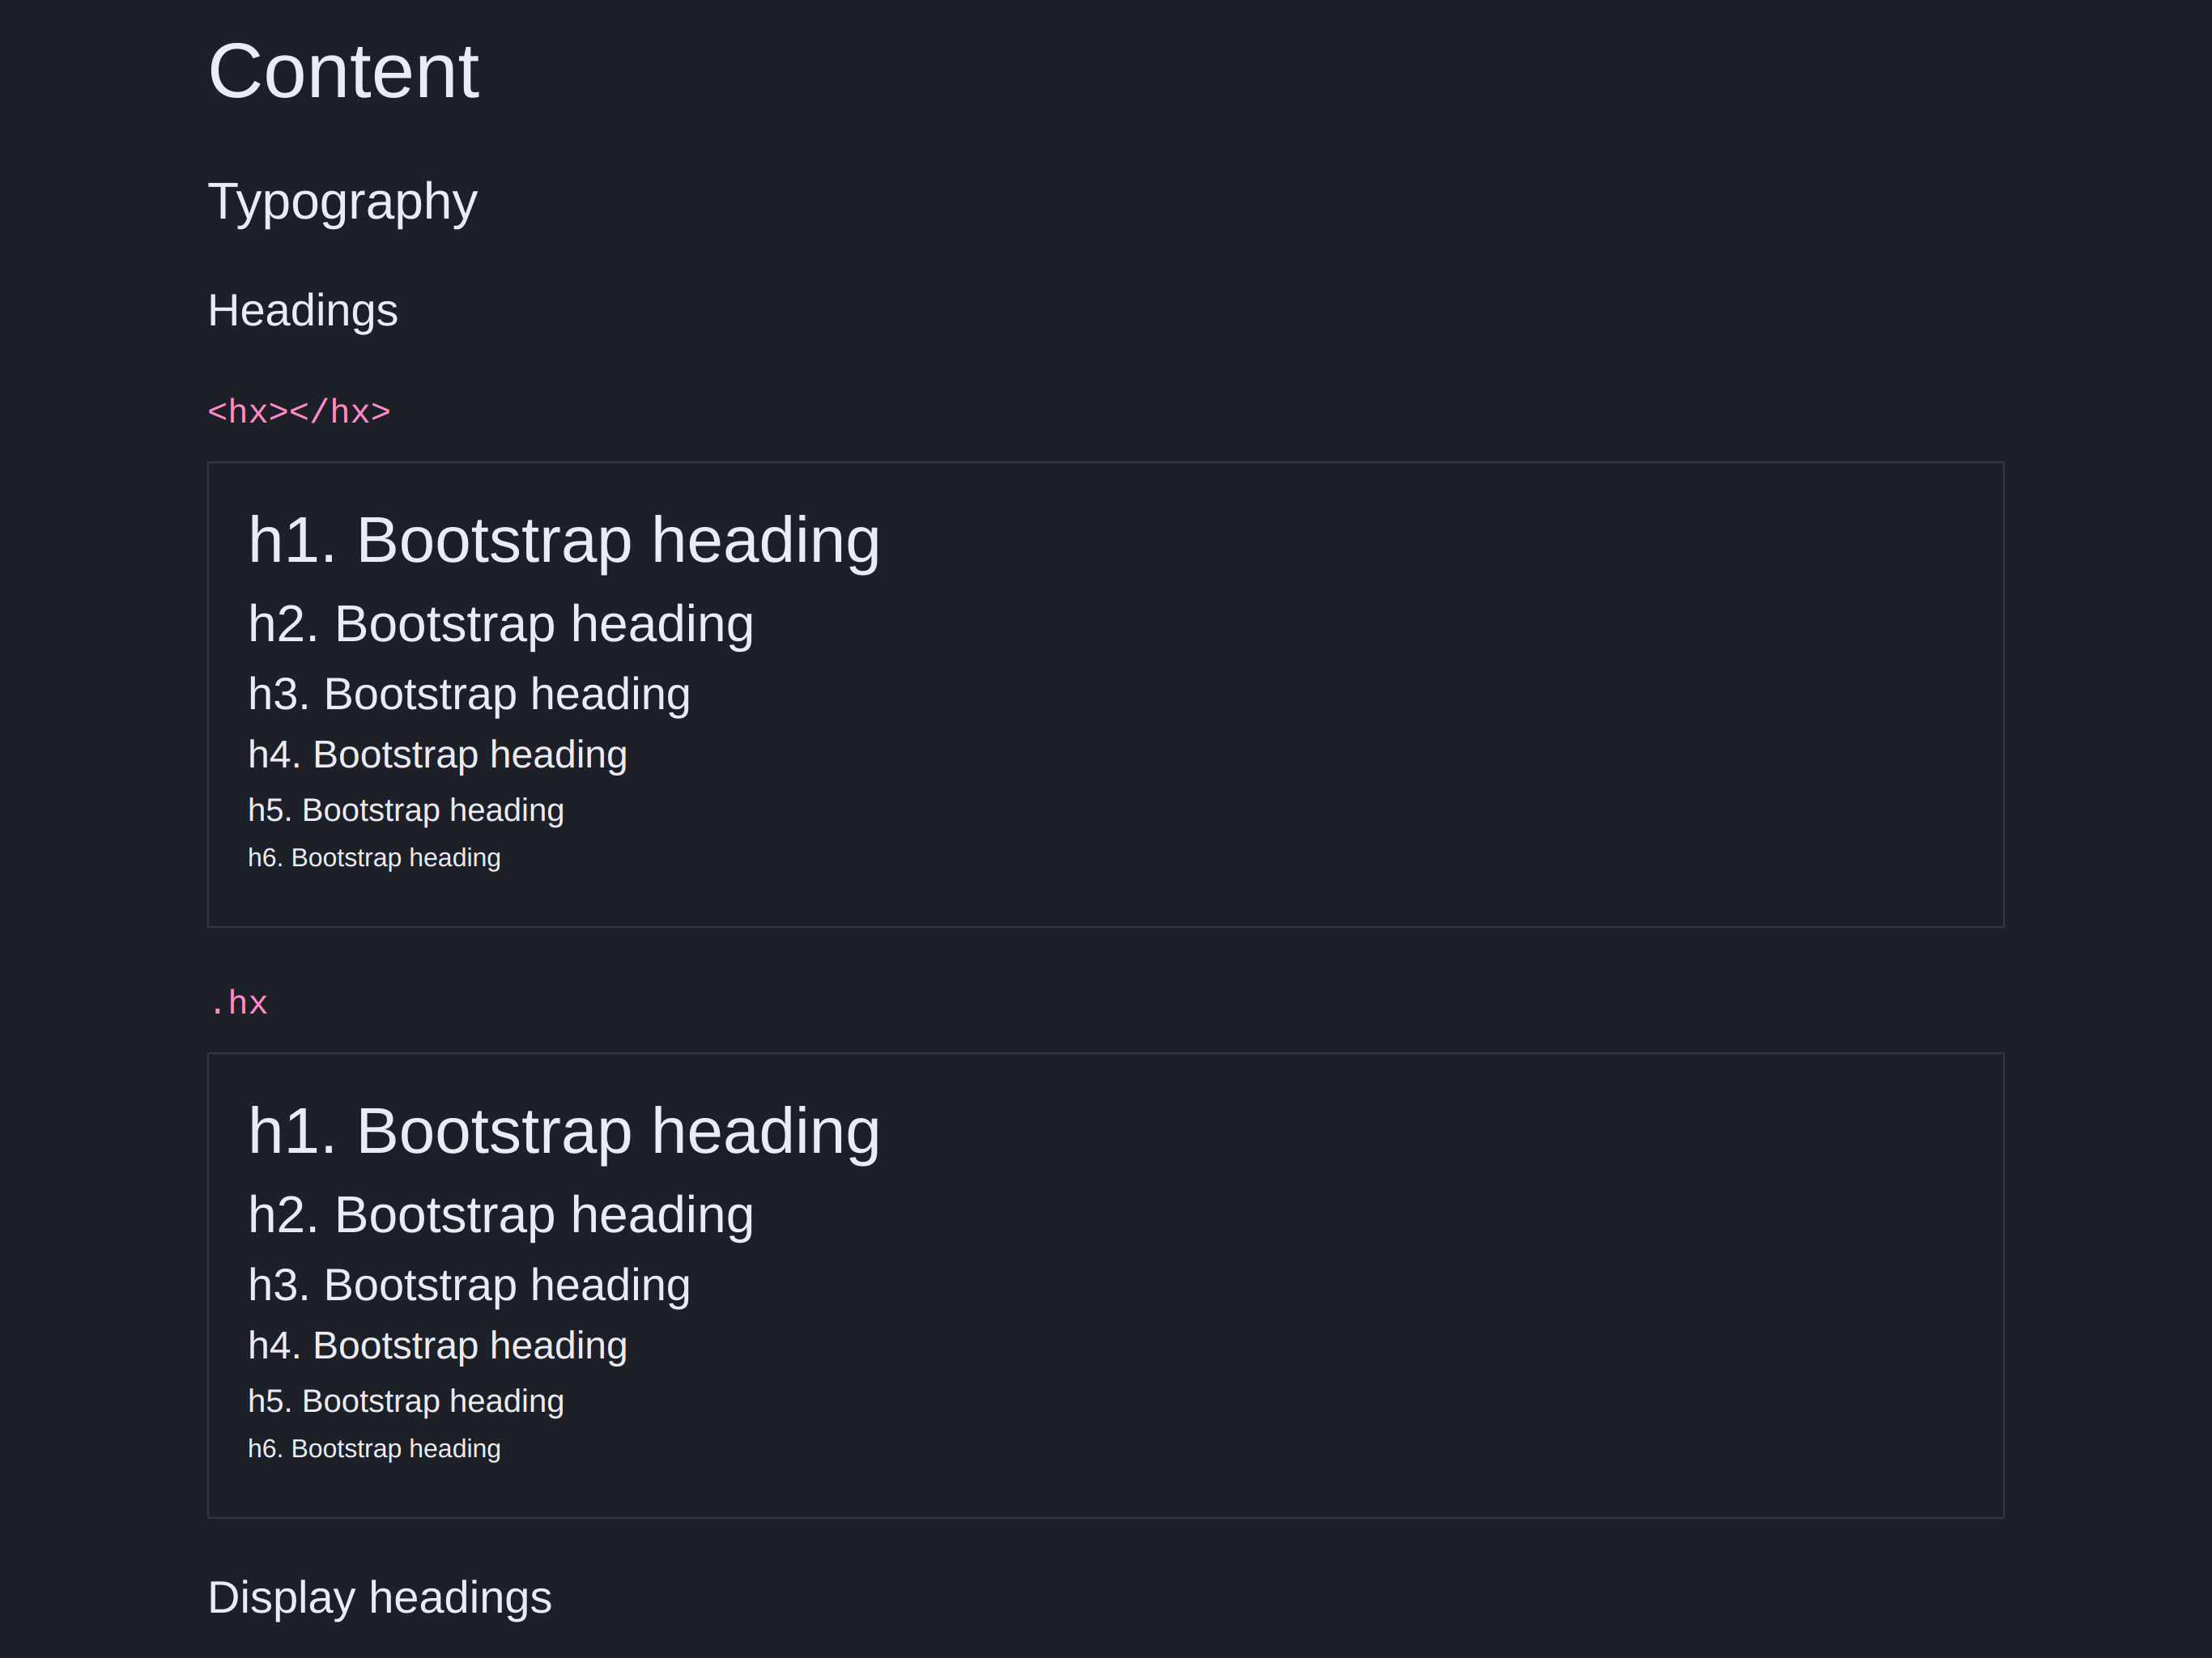 Content
Typography
Headings
<hx></hx>
h1. Bootstrap heading
h2. Bootstrap heading
h3. Bootstrap heading
h4. Bootstrap heading
h5. Bootstrap heading
h6. Bootstrap heading
.hx
h1. Bootstrap heading
h2. Bootstrap heading
h3. Bootstrap heading
h4. Bootstrap heading
h5. Bootstrap heading
h6. Bootstrap heading
Display headings